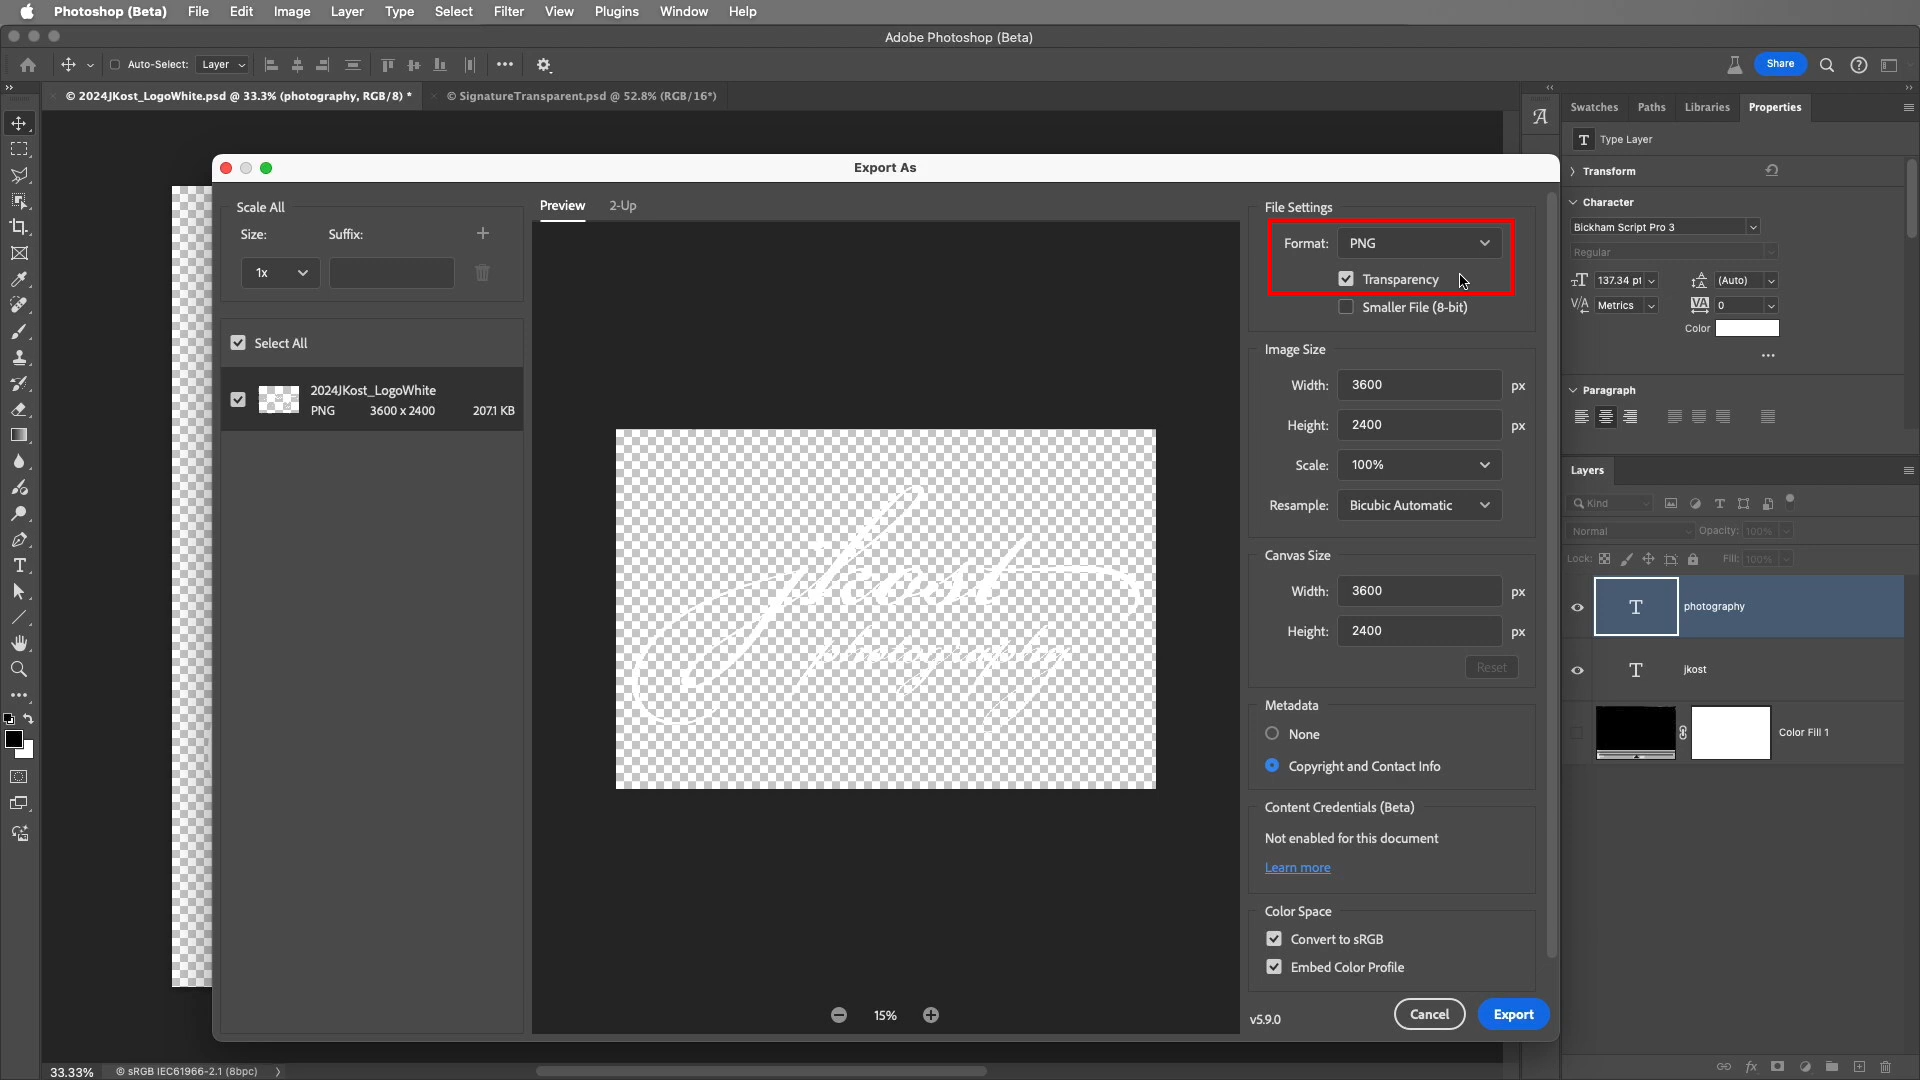 Photoshop (Beta) File Edit Image Layer Type Select Filter View Plugins Window Help
Adobe Photoshop (Beta)
Auto-Select: Layer Share
© 2024JKost_LogoWhite.psd @ 33.3% (photography, RGB/8) * © SignatureTransparent.psd @ 52.8% (RGB/16*)
Export As
Scale All
Size: Suffix:
1x
Select All
2024JKost_LogoWhite
PNG 3600 x 2400 207.1 KB
Preview 2-Up
jkost
photography
15%
File Settings
Format: PNG
Transparency
Smaller File (8-bit)
Image Size
Width: 3600 px
Height: 2400 px
Scale: 100%
Resample: Bicubic Automatic
Canvas Size
Width: 3600 px
Height: 2400 px
Reset
Metadata
None
Copyright and Contact Info
Content Credentials (Beta)
Not enabled for this document
Learn more
Color Space
Convert to sRGB
Embed Color Profile
v5.9.0 Cancel Export
Swatches Paths Libraries Properties
T Type Layer
Transform
Character
Bickham Script Pro 3
Regular
137.34 pt (Auto)
Metrics 0
Color
Paragraph
Layers
Kind
Normal Opacity: 100%
Lock: Fill: 100%
T photography
T jkost
Color Fill 1
33.33% © sRGB IEC61966-2.1 (8bpc)